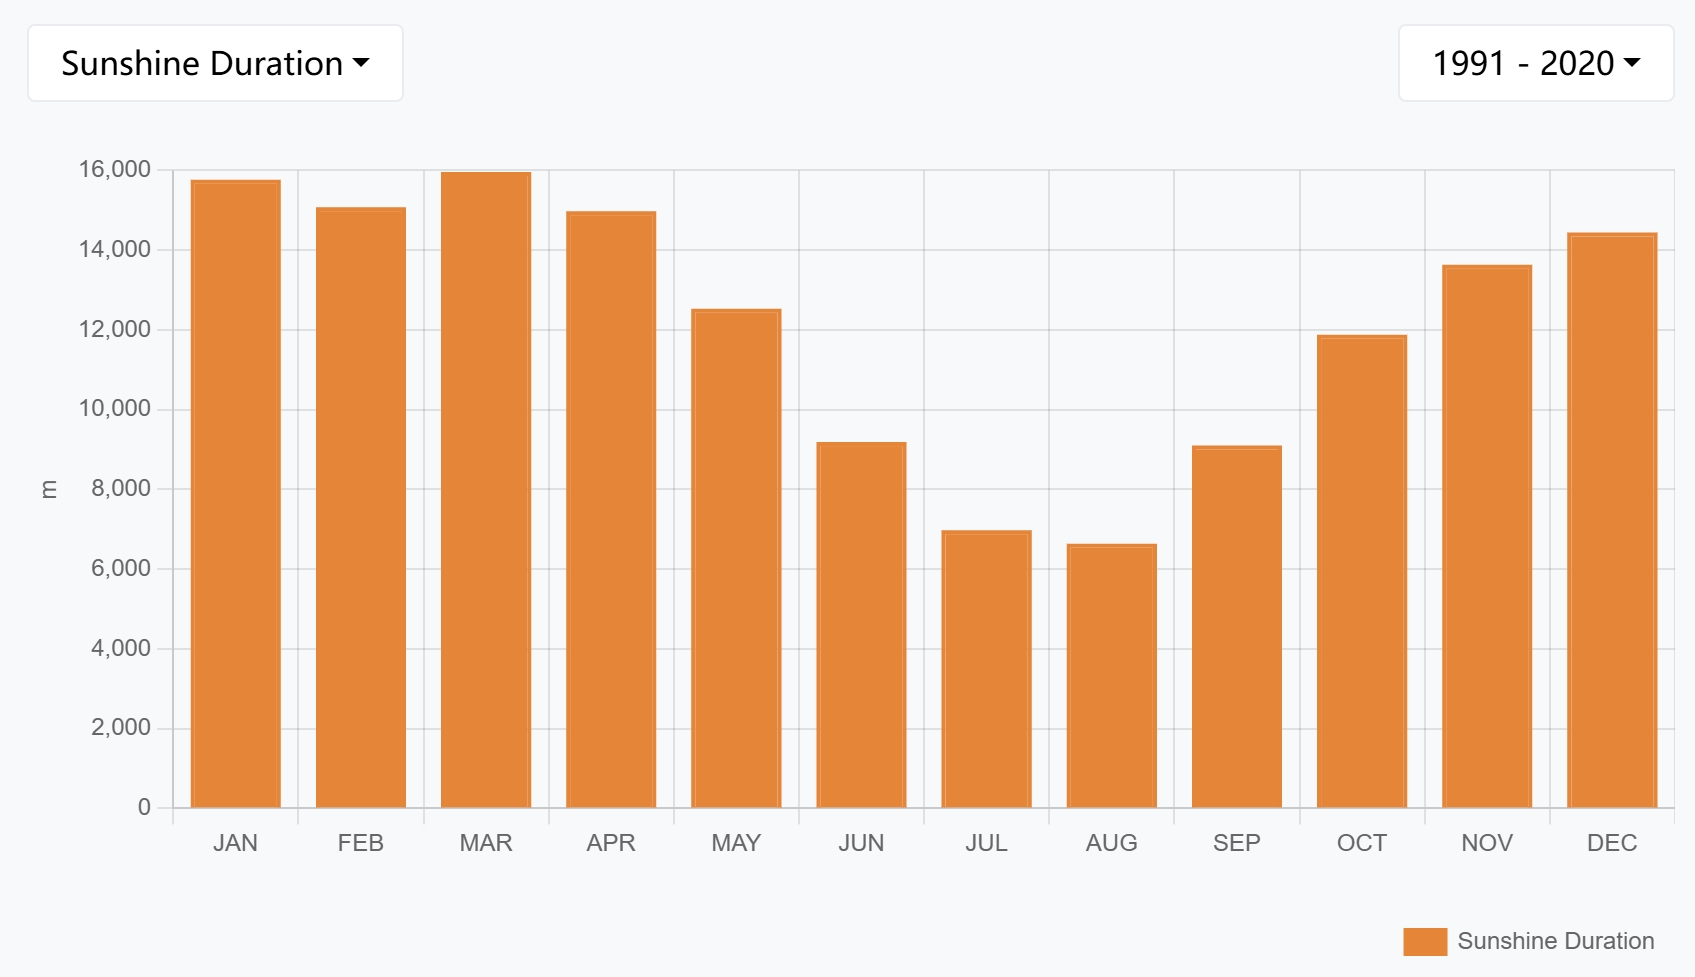 Sunshine Duration
1991 - 2020
16,000
14,000
12,000
10,000
8,000
6,000
4,000
2,000
0
m
JAN FEB MAR APR MAY JUN JUL AUG SEP OCT NOV DEC
Sunshine Duration